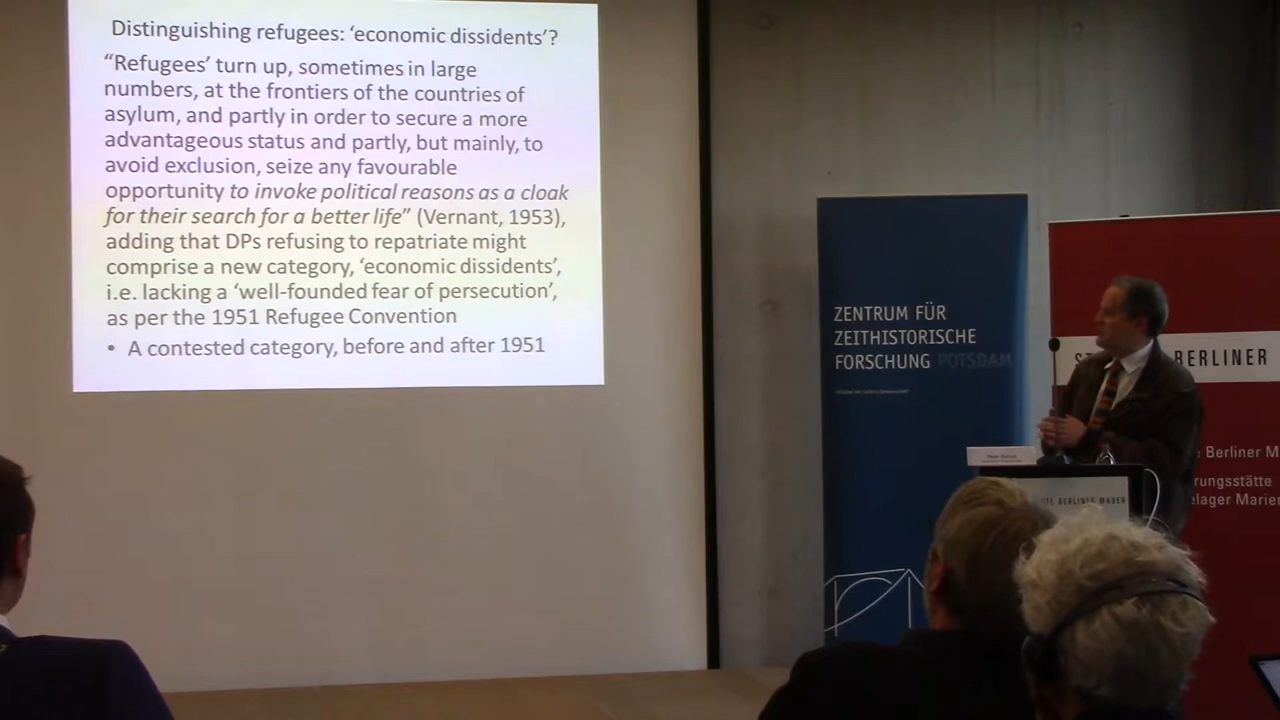 Distinguishing refugees: ‘economic dissidents’?
“Refugees’ turn up, sometimes in large
numbers, at the frontiers of the countries of
asylum, and partly in order to secure a more
advantageous status and partly, but mainly, to
avoid exclusion, seize any favourable
opportunity to invoke political reasons as a cloak
for their search for a better life” (Vernant, 1953),
adding that DPs refusing to repatriate might
comprise a new category, ‘economic dissidents’,
i.e. lacking a ‘well-founded fear of persecution’,
as per the 1951 Refugee Convention
• A contested category, before and after 1951
ZENTRUM FÜR
ZEITHISTORISCHE
FORSCHUNG POTSDAM
BERLINER
Berliner M
rungsstätte
elager Marie
BERLINER MAUER